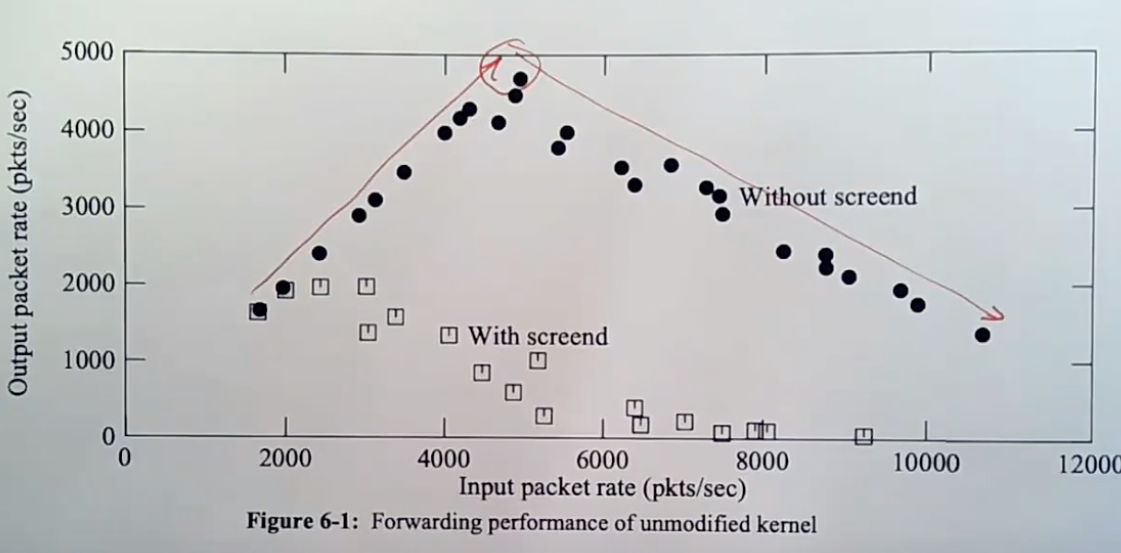 Output packet rate (pkts/sec)
5000
4000
3000
2000
1000
0
Without screend
With screend
0 2000 4000 6000 8000 10000 12000
Input packet rate (pkts/sec)
Figure 6-1: Forwarding performance of unmodified kernel